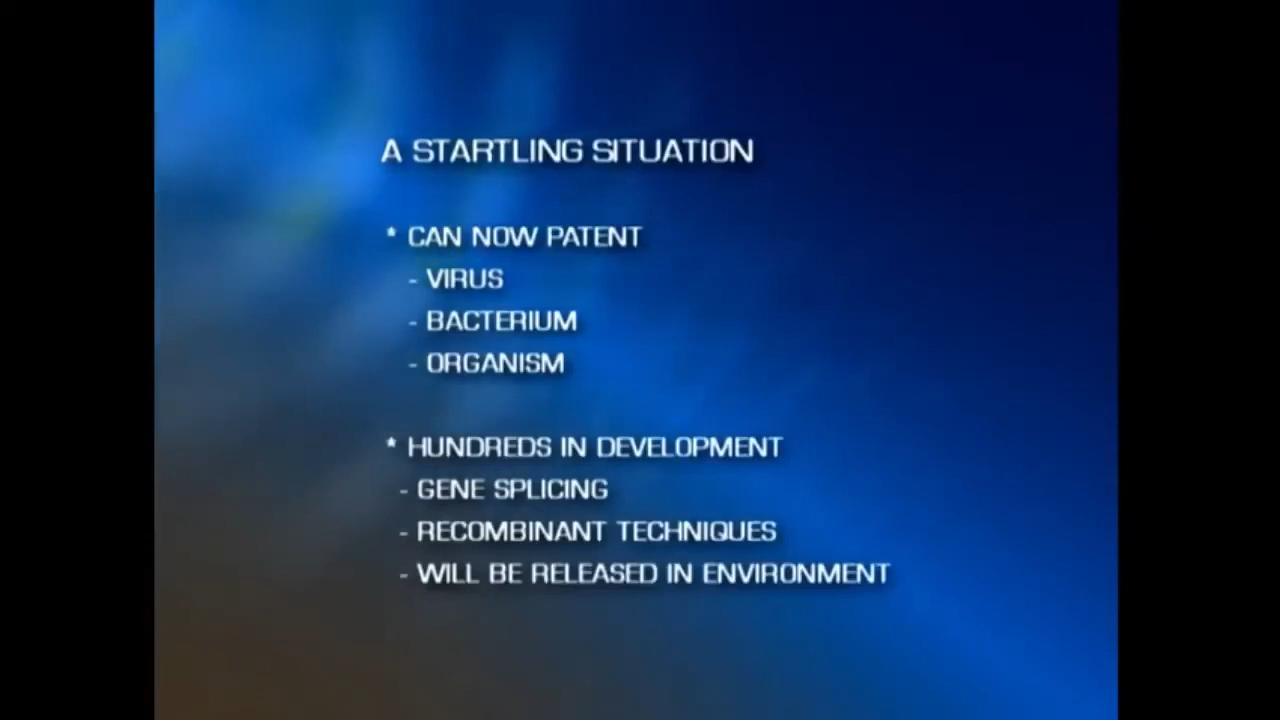 A STARTLING SITUATION
* CAN NOW PATENT
- VIRUS
- BACTERIUM
- ORGANISM
* HUNDREDS IN DEVELOPMENT
- GENE SPLICING
- RECOMBINANT TECHNIQUES
- WILL BE RELEASED IN ENVIRONMENT